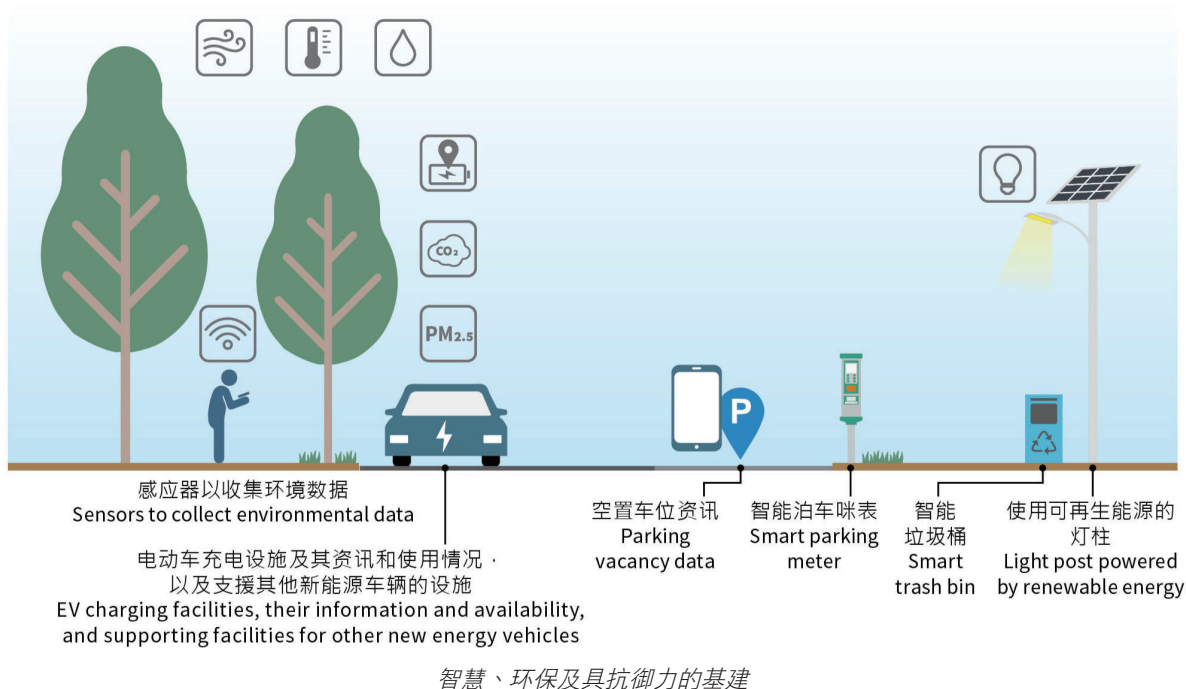 CO₂
PM2.5
P
感应器以收集环境数据
Sensors to collect environmental data
电动车充电设施及其资讯和使用情况，
以及支援其他新能源车辆的设施
EV charging facilities, their information and availability,
and supporting facilities for other new energy vehicles
空置车位资讯
Parking
vacancy data
智能泊车咪表
Smart parking
meter
智能
垃圾桶
Smart
trash bin
使用可再生能源的
灯柱
Light post powered
by renewable energy
智慧、环保及具抗御力的基建